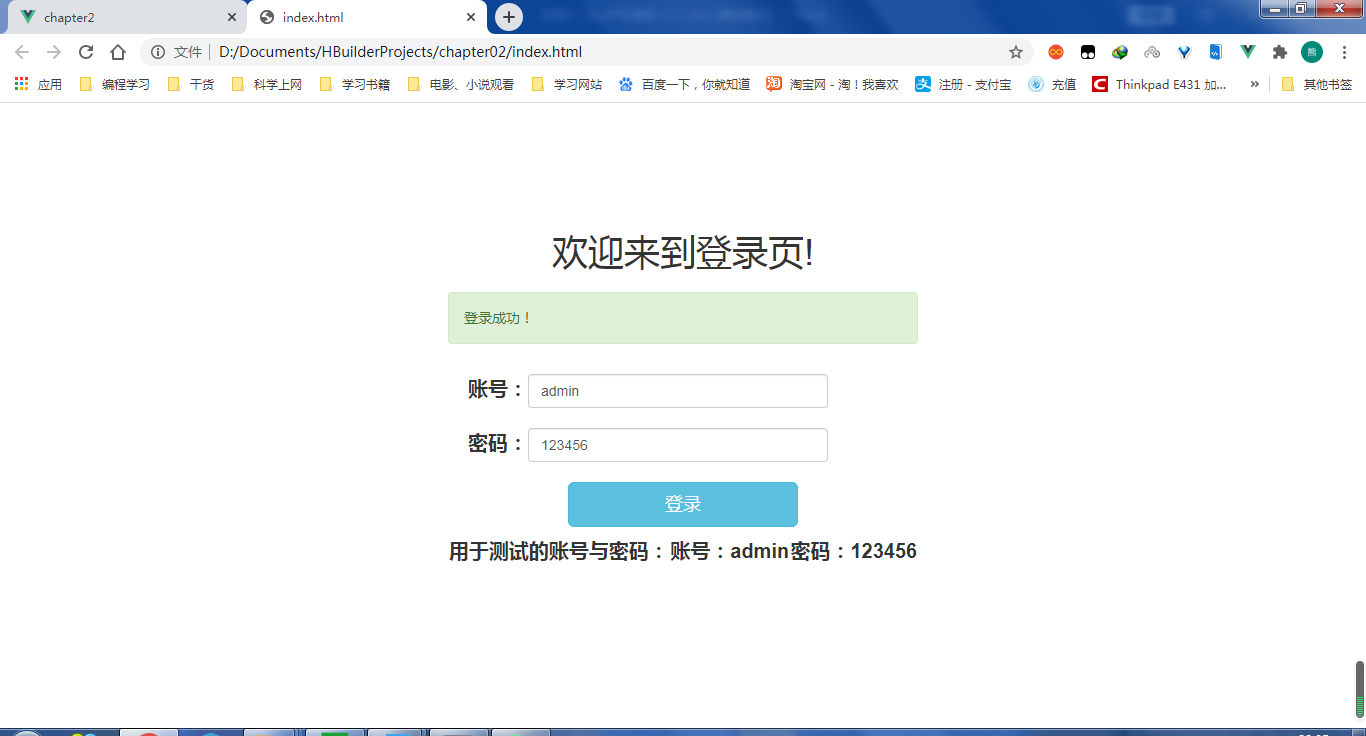 chapter2
index.html
文件 D:/Documents/HBuilderProjects/chapter02/index.html
应用 编程学习 干货 科学上网 学习书籍 电影、小说观看 学习网站 百度一下，你就知道 淘宝网 - 淘！我喜欢 注册 - 支付宝 充值 Thinkpad E431 加... » 其他书签
欢迎来到登录页!
登录成功！
账号： admin
密码： 123456
登录
用于测试的账号与密码：账号：admin密码：123456